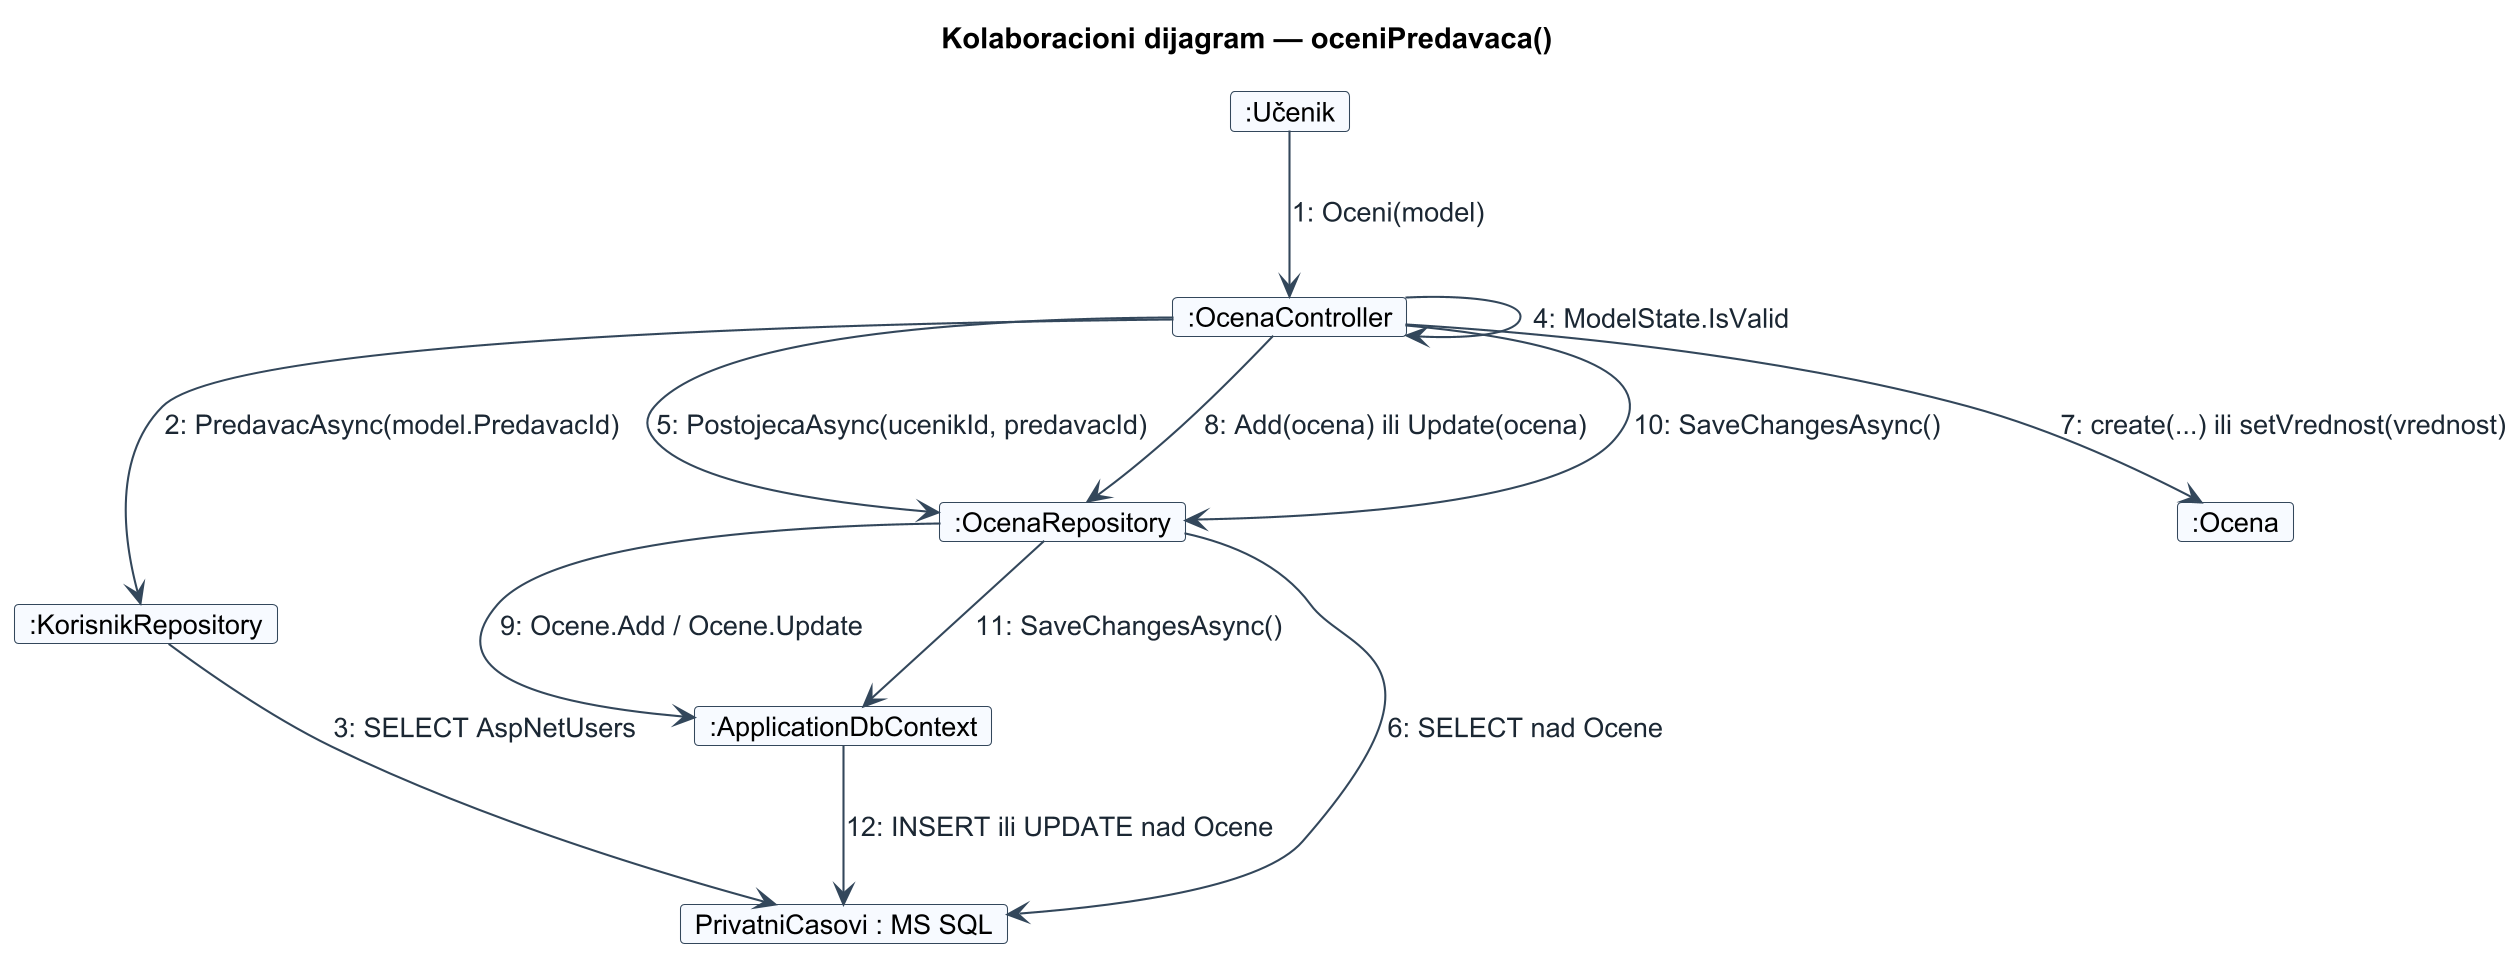 Kolaboracioni dijagram — oceniPredavaca()
:Učenik
1: Oceni(model)
:OcenaController
4: ModelState.IsValid
2: PredavacAsync(model.PredavacId)
5: PostojecaAsync(ucenikId, predavacId)
8: Add(ocena) ili Update(ocena)
10: SaveChangesAsync()
7: create(...) ili setVrednost(vrednost)
:OcenaRepository
:Ocena
:KorisnikRepository
9: Ocene.Add / Ocene.Update
11: SaveChangesAsync()
3: SELECT AspNetUsers
:ApplicationDbContext
6: SELECT nad Ocene
12: INSERT ili UPDATE nad Ocene
PrivatniCasovi : MS SQL